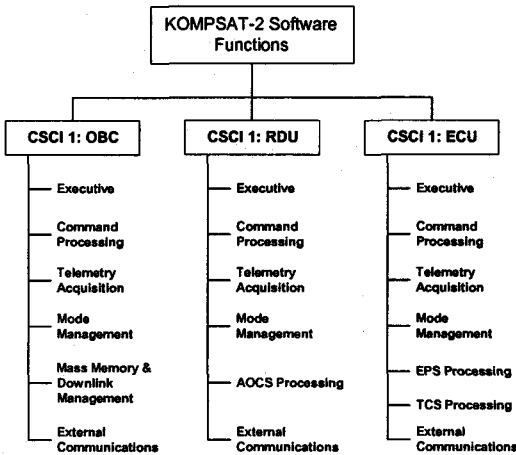 KOMPSAT-2 Software
Functions
CSCI 1: OBC
Executive
Command
Processing
Telemetry
Acquisition
Mode
Management
Mass Memory &
Downlink
Management
External
Communications
CSCI 1: RDU
Executive
Command
Processing
Telemetry
Acquisition
Mode
Management
AOCS Processing
External
Communications
CSCI 1: ECU
Executive
Command
Processing
Telemetry
Acquisition
Mode
Management
EPS Processing
TCS Processing
External
Communications